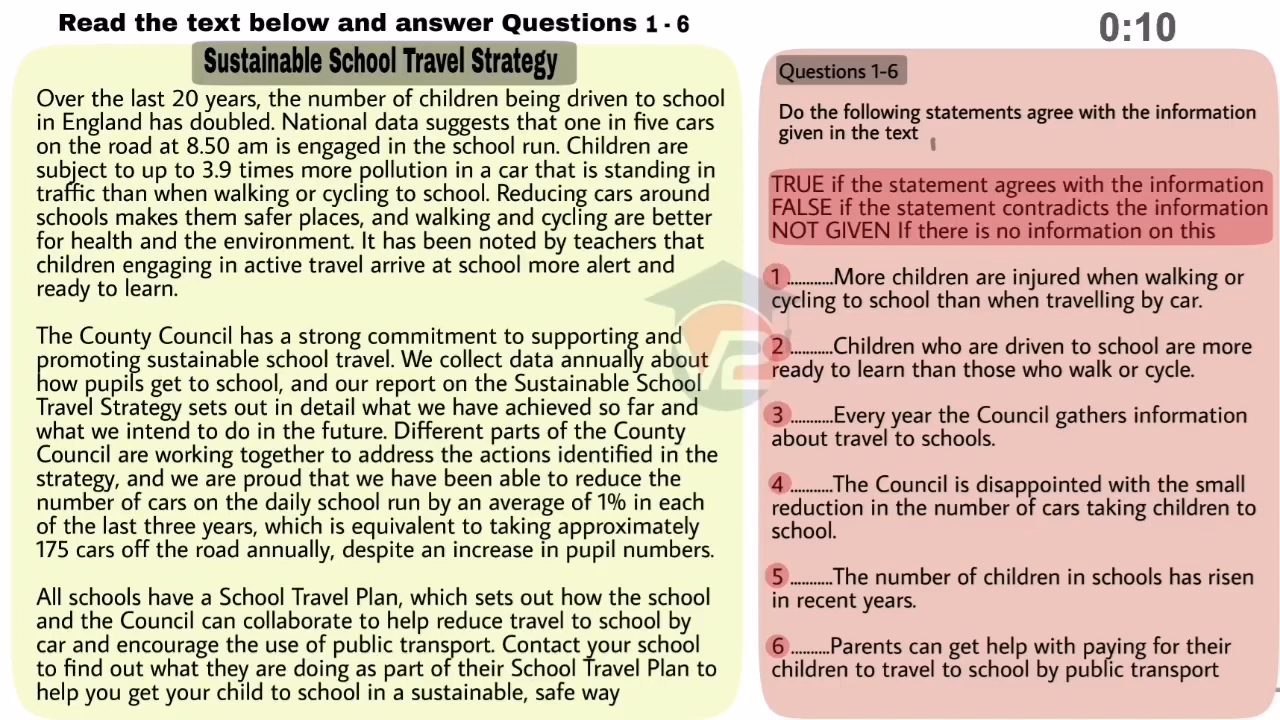 Read the text below and answer Questions 1 - 6
0:10
Sustainable School Travel Strategy
Over the last 20 years, the number of children being driven to school
in England has doubled. National data suggests that one in five cars
on the road at 8.50 am is engaged in the school run. Children are
subject to up to 3.9 times more pollution in a car that is standing in
traffic than when walking or cycling to school. Reducing cars around
schools makes them safer places, and walking and cycling are better
for health and the environment. It has been noted by teachers that
children engaging in active travel arrive at school more alert and
ready to learn.
The County Council has a strong commitment to supporting and
promoting sustainable school travel. We collect data annually about
how pupils get to school, and our report on the Sustainable School
Travel Strategy sets out in detail what we have achieved so far and
what we intend to do in the future. Different parts of the County
Council are working together to address the actions identified in the
strategy, and we are proud that we have been able to reduce the
number of cars on the daily school run by an average of 1% in each
of the last three years, which is equivalent to taking approximately
175 cars off the road annually, despite an increase in pupil numbers.
All schools have a School Travel Plan, which sets out how the school
and the Council can collaborate to help reduce travel to school by
car and encourage the use of public transport. Contact your school
to find out what they are doing as part of their School Travel Plan to
help you get your child to school in a sustainable, safe way
Questions 1-6
Do the following statements agree with the information
given in the text
TRUE if the statement agrees with the information
FALSE if the statement contradicts the information
NOT GIVEN If there is no information on this
1............More children are injured when walking or
cycling to school than when travelling by car.
2...........Children who are driven to school are more
ready to learn than those who walk or cycle.
3...........Every year the Council gathers information
about travel to schools.
4...........The Council is disappointed with the small
reduction in the number of cars taking children to
school.
5...........The number of children in schools has risen
in recent years.
6..........Parents can get help with paying for their
children to travel to school by public transport